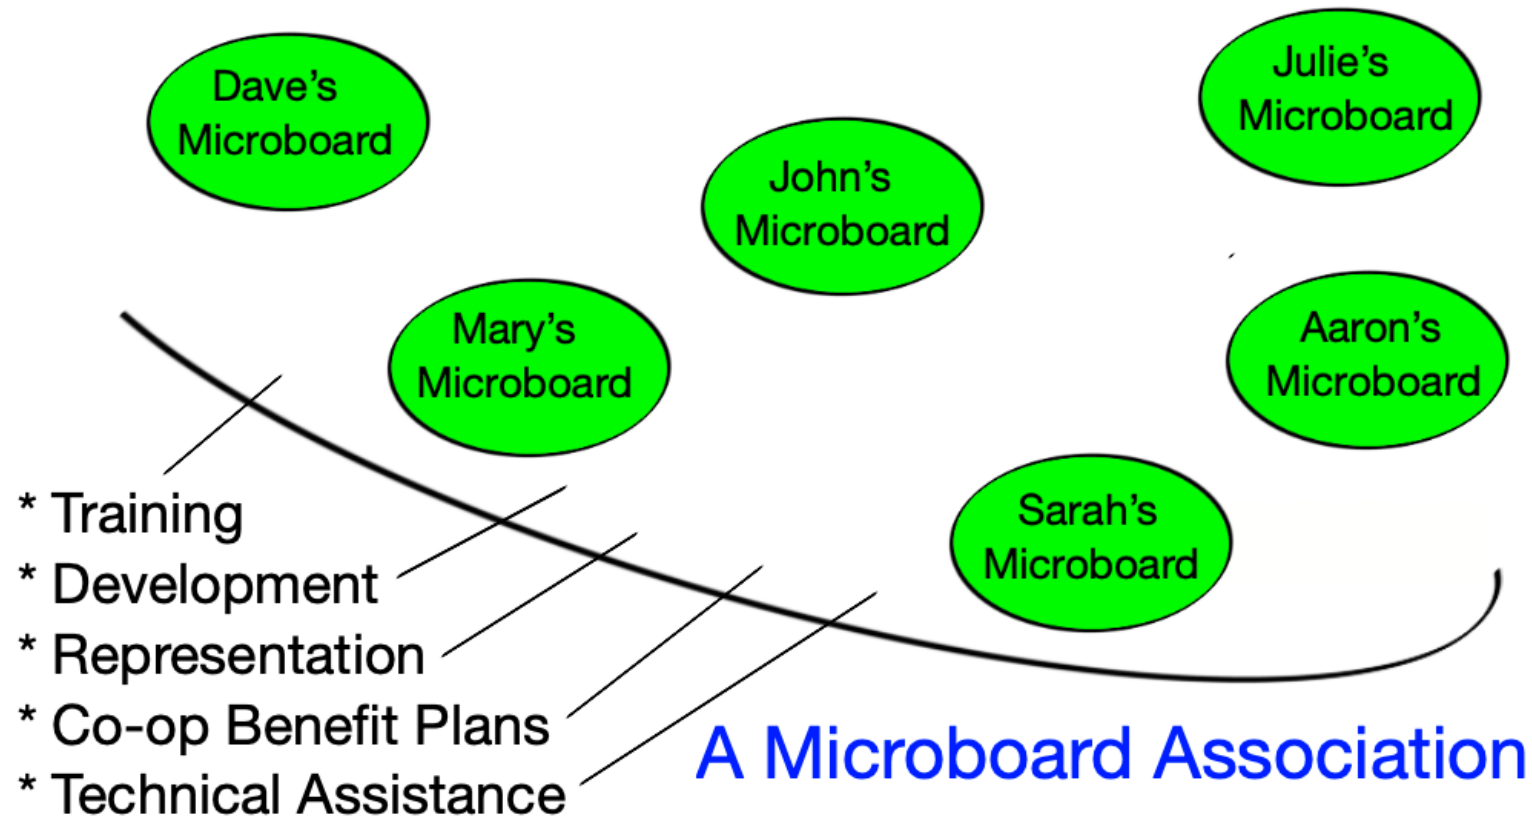 Dave’s
Microboard
Julie’s
Microboard
John’s
Microboard
Mary’s
Microboard
Aaron’s
Microboard
Sarah’s
Microboard
* Training
* Development
* Representation
* Co-op Benefit Plans
* Technical Assistance
A Microboard Association